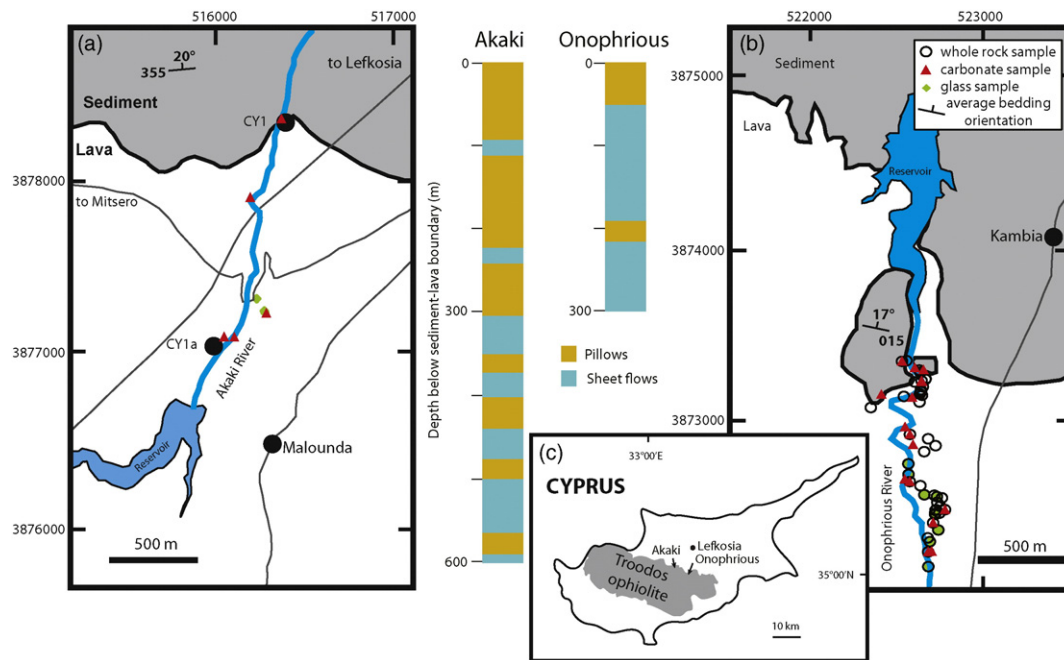 516000
517000
(a)
20°
355
to Lefkosia
Sediment
CY1
Lava
3878000
to Mitsero
3877000
CY1a
Akaki River
Reservoir
Malounda
3876000
500 m
Akaki
Onophrious
0
0
Depth below sediment-lava boundary (m)
300
300
600
Pillows
Sheet flows
522000
523000
(b)
3875000
Sediment
whole rock sample
carbonate sample
glass sample
average bedding
orientation
Lava
Reservoir
3874000
Kambia
17°
015
3873000
Onophrious River
500 m
(c)
33°00'E
CYPRUS
Akaki
Lefkosia
Onophrious
Troodos
ophiolite
35°00'N
10 km